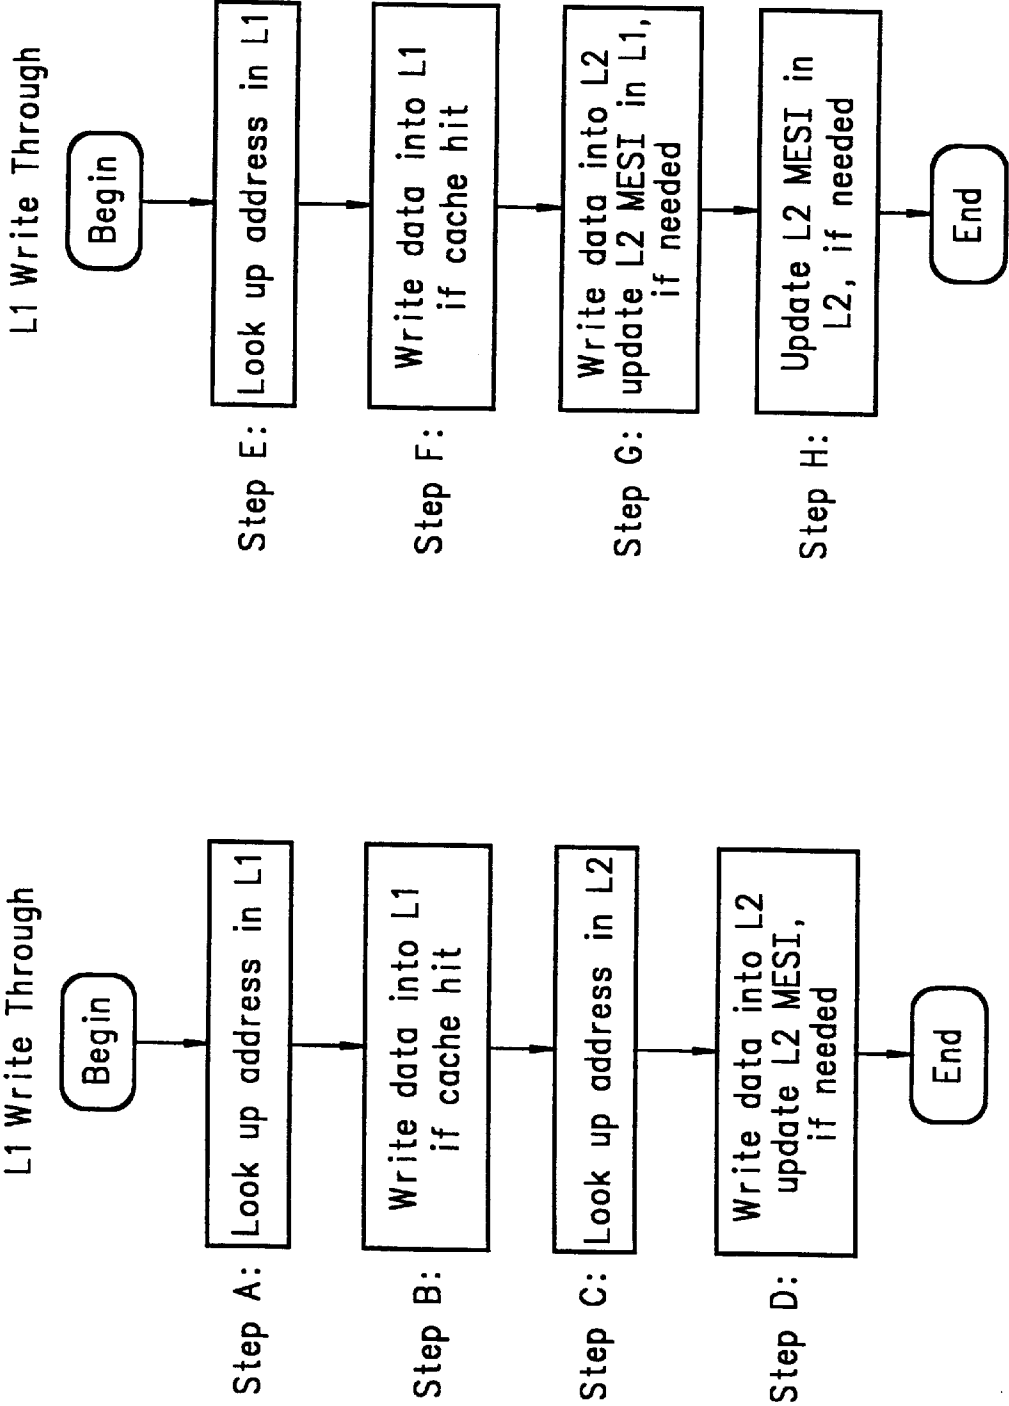 L1 Write Through
Begin
Step A: Look up address in L1
Step B: Write data into L1
if cache hit
Step C: Look up address in L2
Step D: Write data into L2
update L2 MESI,
if needed
End
L1 Write Through
Begin
Step E: Look up address in L1
Step F: Write data into L1
if cache hit
Step G: Write data into L2
update L2 MESI in L1,
if needed
Step H: Update L2 MESI in
L2, if needed
End